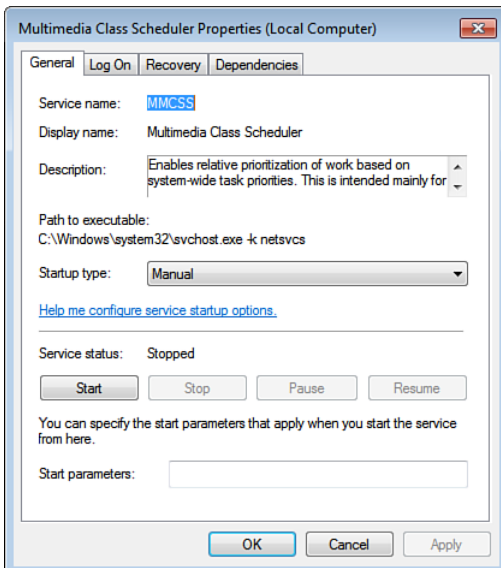 Multimedia Class Scheduler Properties (Local Computer)
General Log On Recovery Dependencies
Service name: MMCSS
Display name: Multimedia Class Scheduler
Description: Enables relative prioritization of work based on
system-wide task priorities. This is intended mainly for
Path to executable:
C:\Windows\system32\svchost.exe -k netsvcs
Startup type: Manual
Help me configure service startup options.
Service status: Stopped
Start Stop Pause Resume
You can specify the start parameters that apply when you start the service
from here.
Start parameters:
OK Cancel Apply